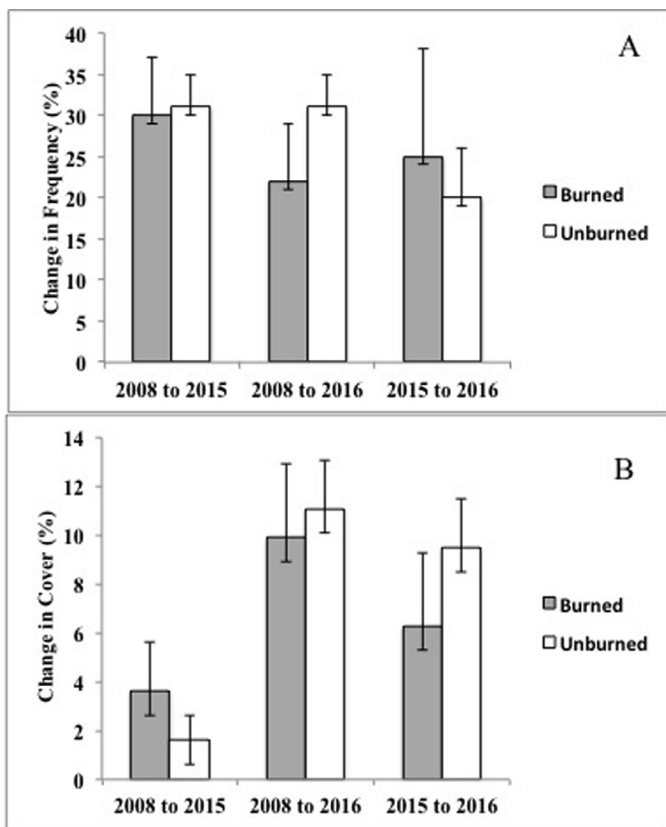 A
Change in Frequency (%)
40
35
30
25
20
15
10
5
0
Burned
Unburned
2008 to 2015 2008 to 2016 2015 to 2016
B
Change in Cover (%)
14
12
10
8
6
4
2
0
Burned
Unburned
2008 to 2015 2008 to 2016 2015 to 2016